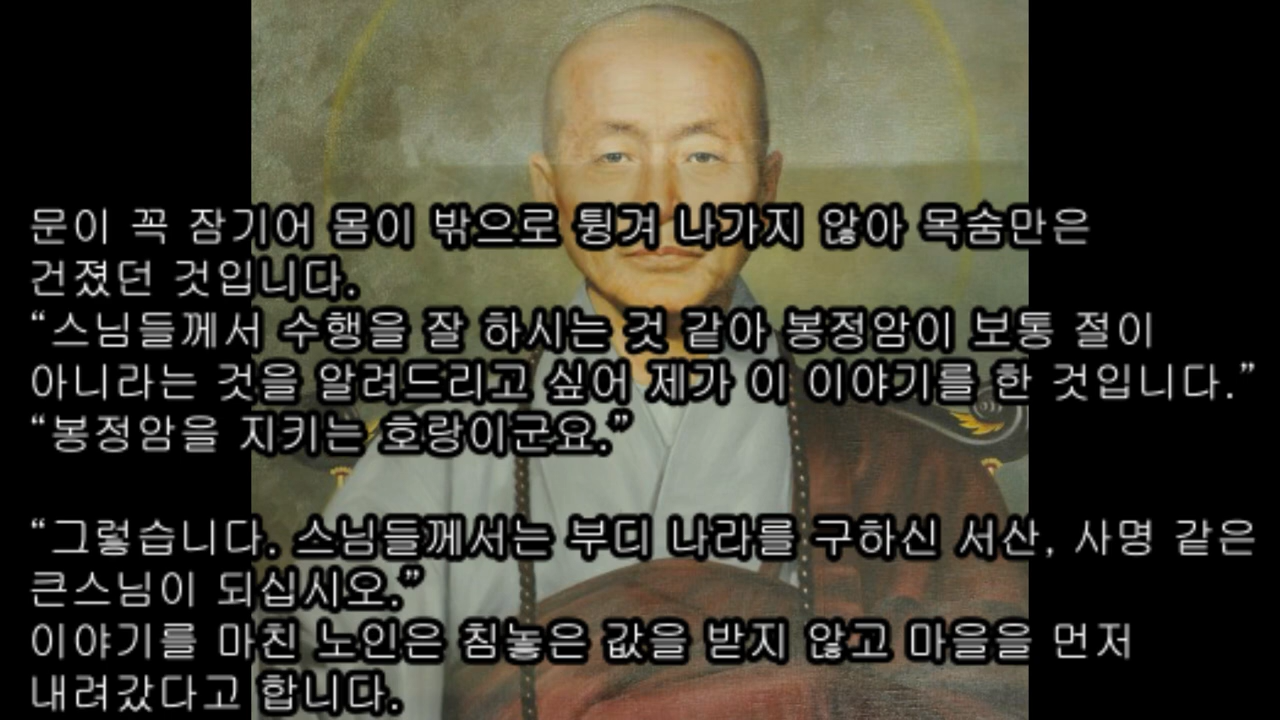 문이 꼭 잠기어 몸이 밖으로 튕겨 나가지 않아 목숨만은
건졌던 것입니다.
“스님들께서 수행을 잘 하시는 것 같아 봉정암이 보통 절이
아니라는 것을 알려드리고 싶어 제가 이 이야기를 한 것입니다.”
“봉정암을 지키는 호랑이군요.”
“그렇습니다. 스님들께서는 부디 나라를 구하신 서산, 사명 같은
큰스님이 되십시오.”
이야기를 마친 노인은 침놓은 값을 받지 않고 마을을 먼저
내려갔다고 합니다.